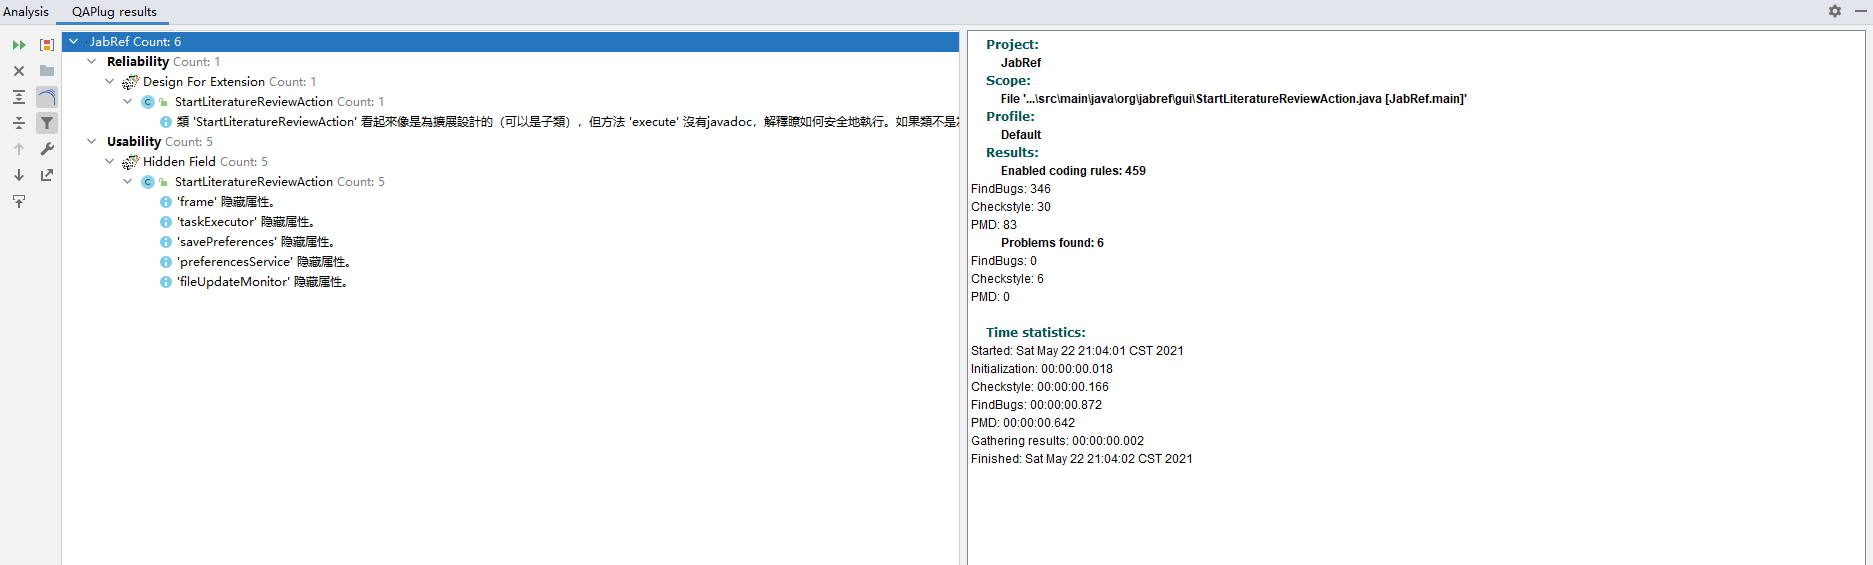 Analysis QAPlug results
JabRef Count: 6
Reliability Count: 1
Design For Extension Count: 1
StartLiteratureReviewAction Count: 1
類 'StartLiteratureReviewAction' 看起來像是為擴展設計的（可以是子類），但方法 'execute' 沒有javadoc，解釋瞭如何安全地執行。如果類不是
Usability Count: 5
Hidden Field Count: 5
StartLiteratureReviewAction Count: 5
'frame' 隐藏属性。
'taskExecutor' 隐藏属性。
'savePreferences' 隐藏属性。
'preferencesService' 隐藏属性。
'fileUpdateMonitor' 隐藏属性。
Project:
JabRef
Scope:
File '...\src\main\java\org\jabref\gui\StartLiteratureReviewAction.java [JabRef.main]'
Profile:
Default
Results:
Enabled coding rules: 459
FindBugs: 346
Checkstyle: 30
PMD: 83
Problems found: 6
FindBugs: 0
Checkstyle: 6
PMD: 0
Time statistics:
Started: Sat May 22 21:04:01 CST 2021
Initialization: 00:00:00.018
Checkstyle: 00:00:00.166
FindBugs: 00:00:00.872
PMD: 00:00:00.642
Gathering results: 00:00:00.002
Finished: Sat May 22 21:04:02 CST 2021